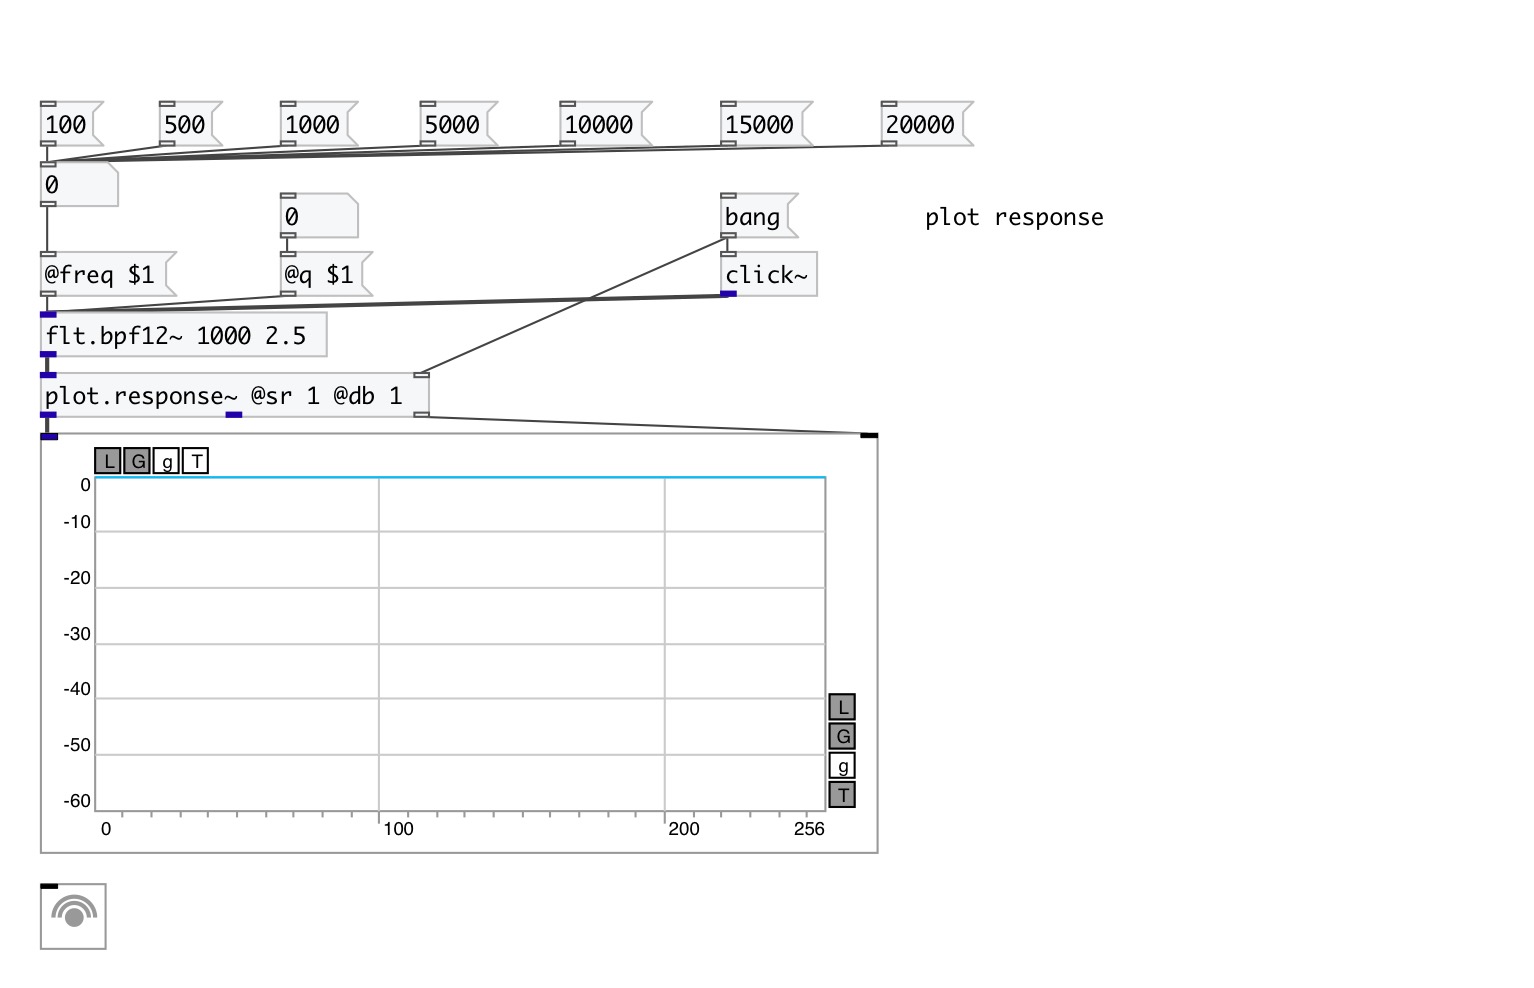 100 500 1000 5000 10000 15000 20000
0
0 bang plot response
@freq $1 @q $1 click~
flt.bpf12~ 1000 2.5
plot.response~ @sr 1 @db 1
L G g T
0
-10
-20
-30
-40
L
-50
G
g
-60
T
0 100 200 256